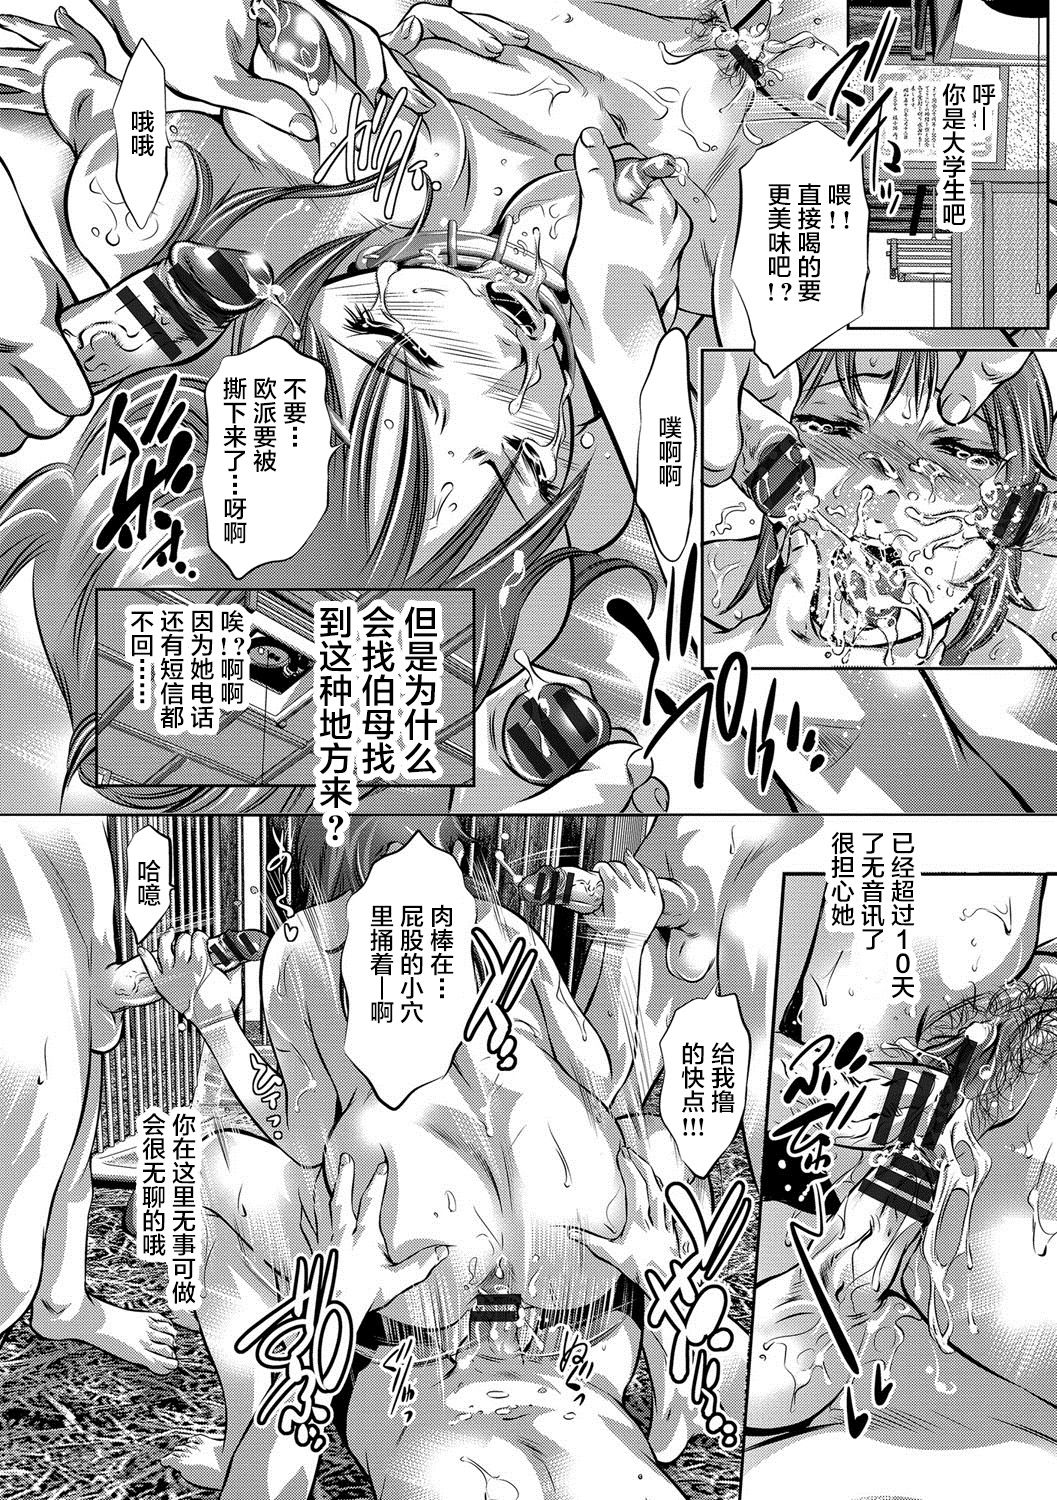 呼—
你是大学生吧
喂!!
直接喝的要
更美味吧!?
哦哦
噗啊啊
不要…
欧派要被
撕下来了…呀啊
但是为什么
会找伯母找
到这种地方来?
唉!?啊啊
因为她电话
还有短信都
不回……
已经超过10天
了无音讯了
很担心她
给我撸
的快点!!!
肉棒在…
屁股的小穴
里捅着—啊
哈噫
你在这里无事可做
会很无聊的哦